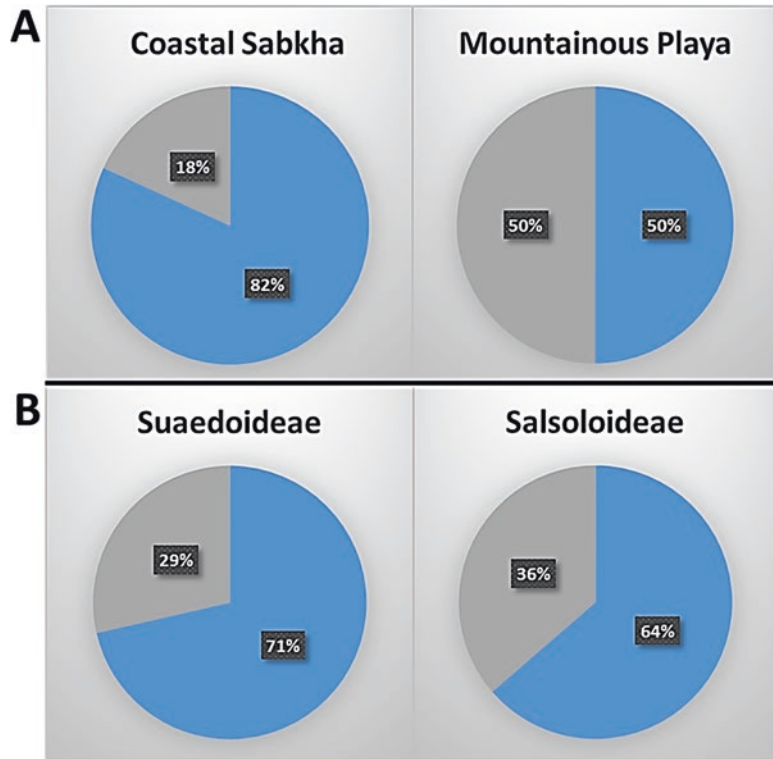 A
Coastal Sabkha
18%
82%
Mountainous Playa
50%
50%
B
Suaedoideae
29%
71%
Salsoloideae
36%
64%